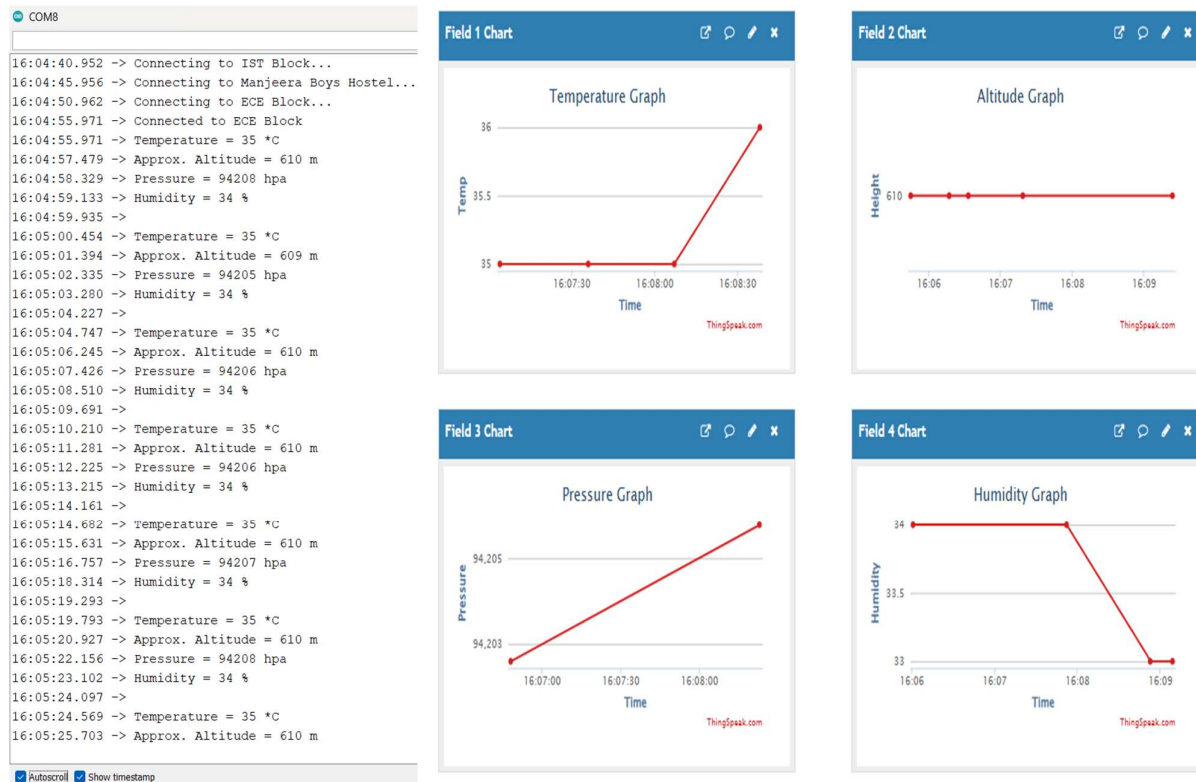 COM8
16:04:40.952 -> Connecting to IST Block...
16:04:45.956 -> Connecting to Manjeera Boys Hostel...
16:04:50.962 -> Connecting to ECE Block...
16:04:55.971 -> Connected to ECE Block
16:04:55.971 -> Temperature = 35 *C
16:04:57.479 -> Approx. Altitude = 610 m
16:04:58.329 -> Pressure = 94208 hpa
16:04:59.133 -> Humidity = 34 %
16:04:59.935 ->
16:05:00.454 -> Temperature = 35 *C
16:05:01.394 -> Approx. Altitude = 609 m
16:05:02.335 -> Pressure = 94205 hpa
16:05:03.280 -> Humidity = 34 %
16:05:04.227 ->
16:05:04.747 -> Temperature = 35 *C
16:05:06.245 -> Approx. Altitude = 610 m
16:05:07.426 -> Pressure = 94206 hpa
16:05:08.510 -> Humidity = 34 %
16:05:09.691 ->
16:05:10.210 -> Temperature = 35 *C
16:05:11.281 -> Approx. Altitude = 610 m
16:05:12.225 -> Pressure = 94206 hpa
16:05:13.215 -> Humidity = 34 %
16:05:14.161 ->
16:05:14.682 -> Temperature = 35 *C
16:05:15.631 -> Approx. Altitude = 610 m
16:05:16.757 -> Pressure = 94207 hpa
16:05:18.314 -> Humidity = 34 %
16:05:19.293 ->
16:05:19.793 -> Temperature = 35 *C
16:05:20.927 -> Approx. Altitude = 610 m
16:05:22.156 -> Pressure = 94208 hpa
16:05:23.102 -> Humidity = 34 %
16:05:24.097 ->
16:05:24.569 -> Temperature = 35 *C
16:05:25.703 -> Approx. Altitude = 610 m
Autoscroll Show timestamp
Field 1 Chart
Temperature Graph
36
35.5
35
Temp
16:07:30 16:08:00 16:08:30
Time
ThingSpeak.com
Field 2 Chart
Altitude Graph
610
Height
16:06 16:07 16:08 16:09
Time
ThingSpeak.com
Field 3 Chart
Pressure Graph
94,205
94,203
Pressure
16:07:00 16:07:30 16:08:00
Time
ThingSpeak.com
Field 4 Chart
Humidity Graph
34
33.5
33
Humidity
16:06 16:07 16:08 16:09
Time
ThingSpeak.com